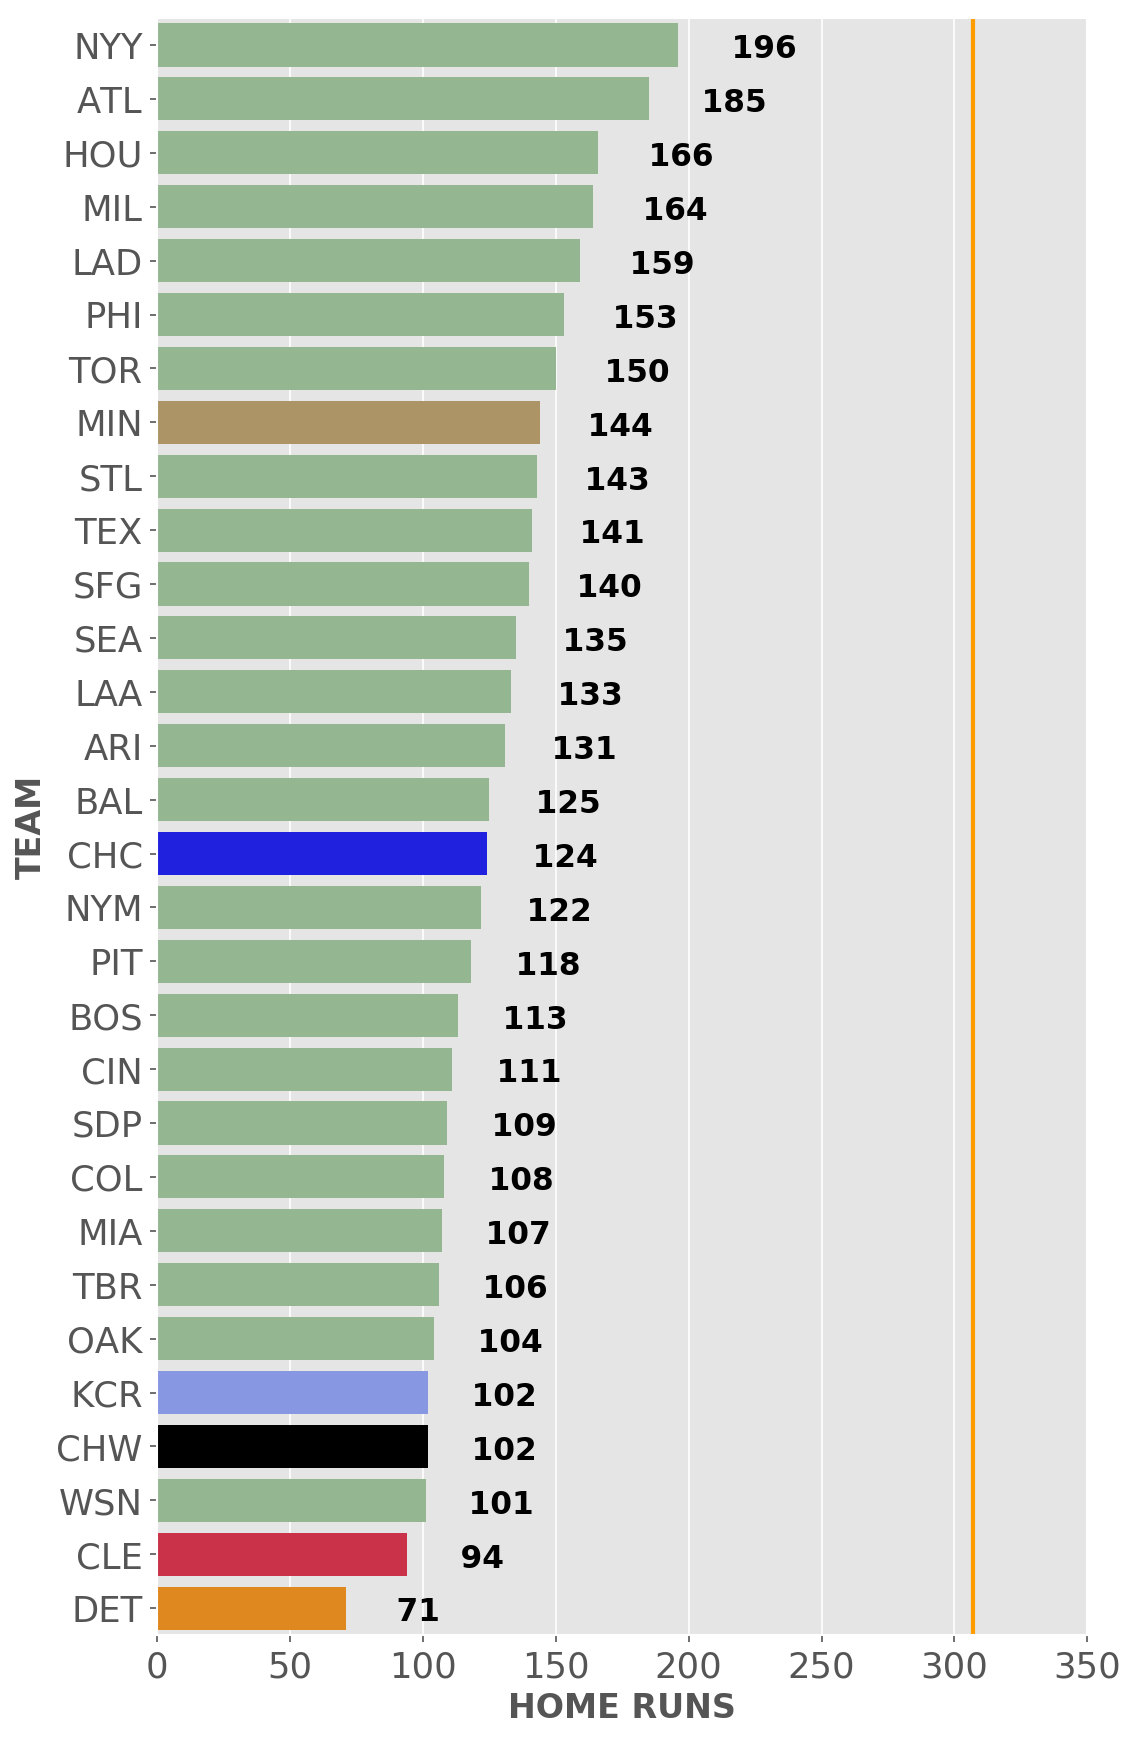 NYY 196
ATL 185
HOU 166
MIL 164
LAD 159
PHI 153
TOR 150
MIN 144
STL 143
TEX 141
SFG 140
SEA 135
LAA 133
ARI 131
BAL 125
CHC 124
NYM 122
PIT 118
BOS 113
CIN 111
SDP 109
COL 108
MIA 107
TBR 106
OAK 104
KCR 102
CHW 102
WSN 101
CLE 94
DET 71
TEAM
0 50 100 150 200 250 300 350
HOME RUNS